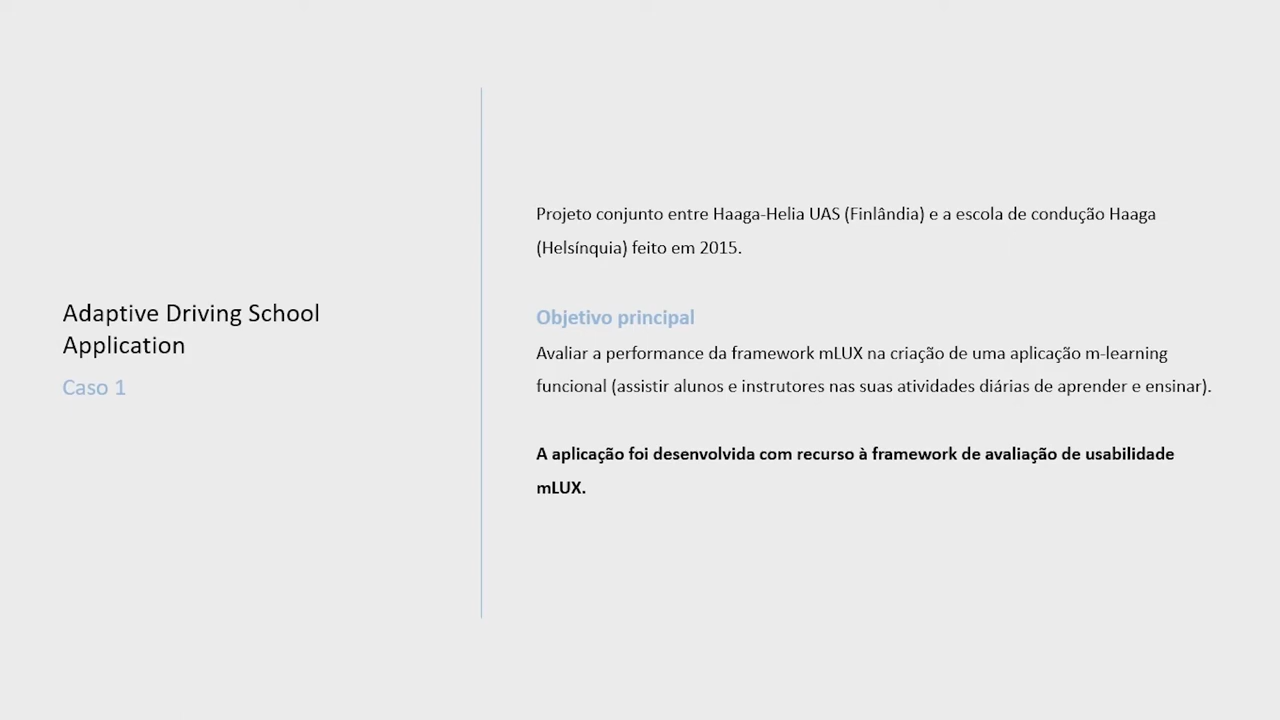 Adaptive Driving School
Application
Caso 1
Projeto conjunto entre Haaga-Helia UAS (Finlândia) e a escola de condução Haaga
(Helsínquia) feito em 2015.
Objetivo principal
Avaliar a performance da framework mLUX na criação de uma aplicação m-learning
funcional (assistir alunos e instrutores nas suas atividades diárias de aprender e ensinar).
A aplicação foi desenvolvida com recurso à framework de avaliação de usabilidade
mLUX.